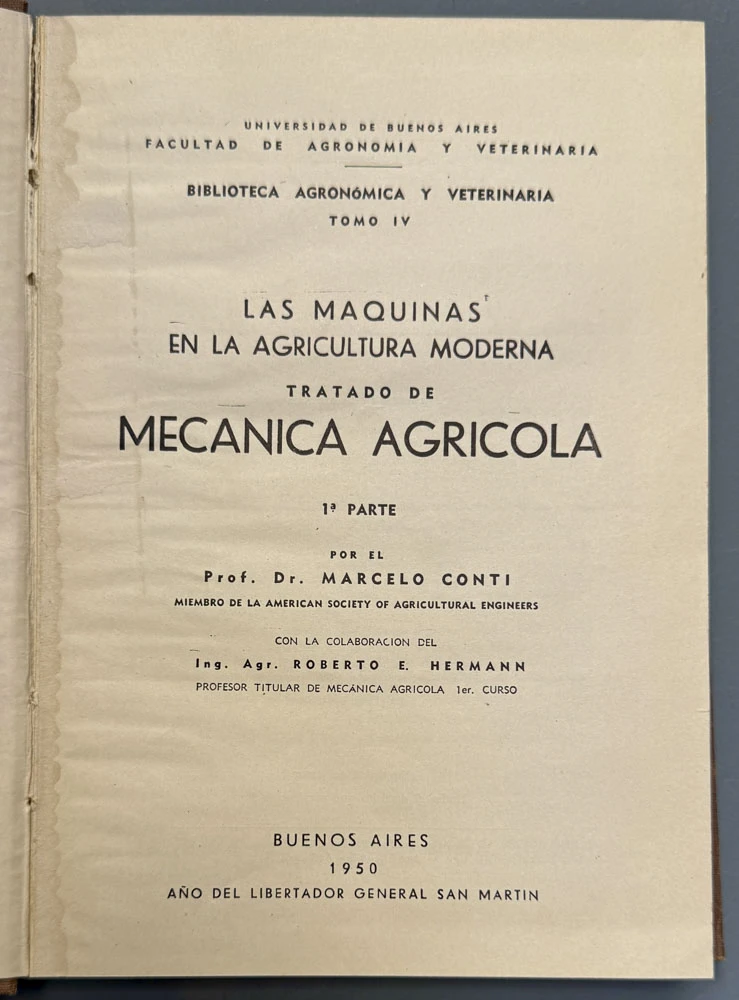 UNIVERSIDAD DE BUENOS AIRES
FACULTAD DE AGRONOMIA Y VETERINARIA
BIBLIOTECA AGRONÓMICA Y VETERINARIA
TOMO IV
LAS MAQUINAS
EN LA AGRICULTURA MODERNA
TRATADO DE
MECANICA AGRICOLA
1ª PARTE
POR EL
Prof. Dr. MARCELO CONTI
MIEMBRO DE LA AMERICAN SOCIETY OF AGRICULTURAL ENGINEERS
CON LA COLABORACION DEL
Ing. Agr. ROBERTO E. HERMANN
PROFESOR TITULAR DE MECÁNICA AGRICOLA 1er. CURSO
BUENOS AIRES
1950
AÑO DEL LIBERTADOR GENERAL SAN MARTIN